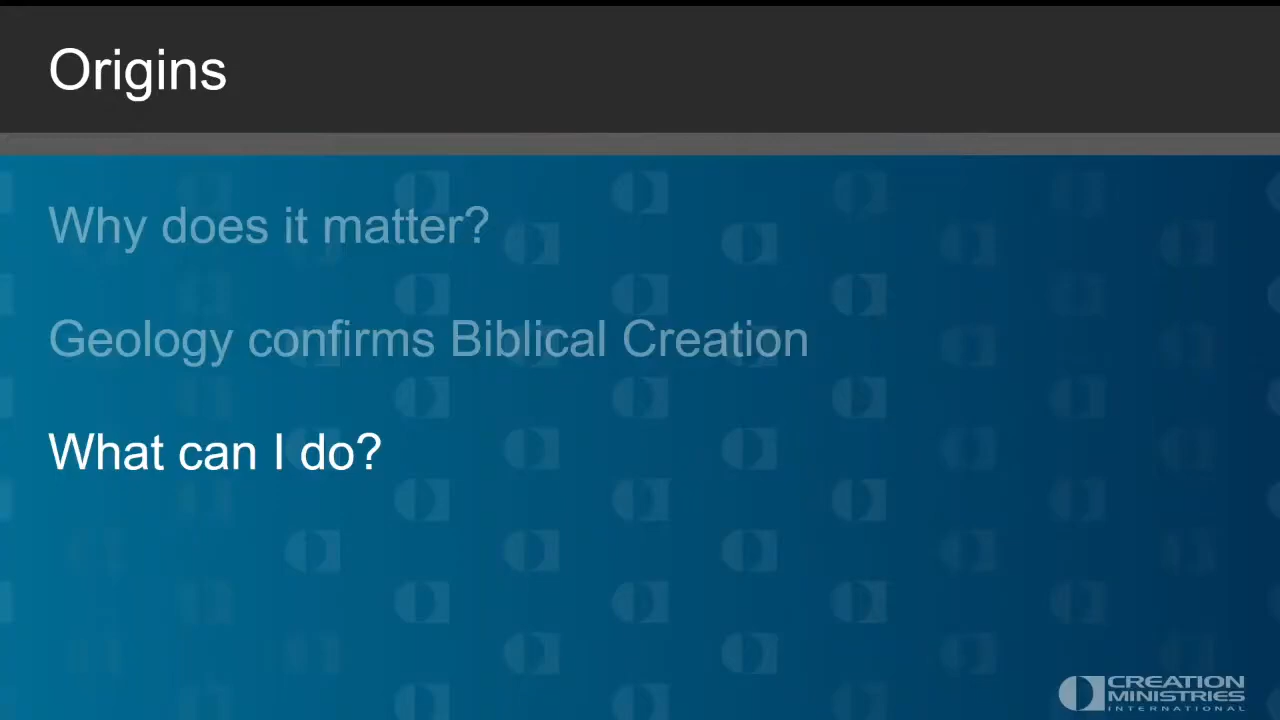 Origins
Why does it matter?
Geology confirms Biblical Creation
What can I do?
CREATION
MINISTRIES
INTERNATIONAL